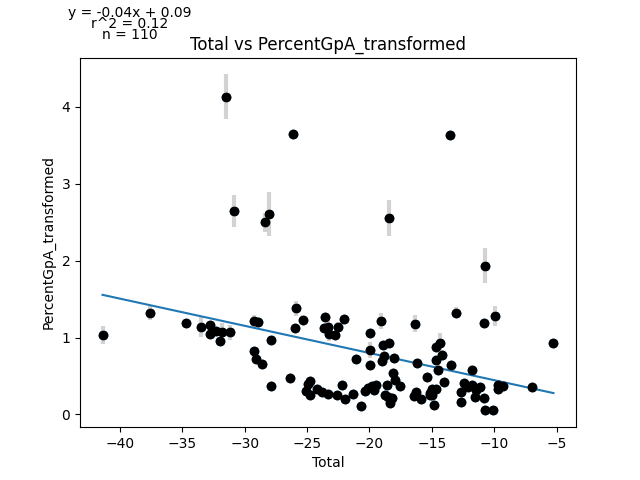 y = -0.04x + 0.09
r^2 = 0.12
n = 110
Total vs PercentGpA_transformed
PercentGpA_transformed
4
3
2
1
0
−40
−35
−30
−25
−20
−15
−10
−5
Total